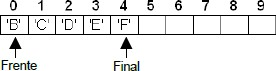 0 1 2 3 4 5 6 7 8 9
'B' 'C' 'D' 'E' 'F'
Frente Final